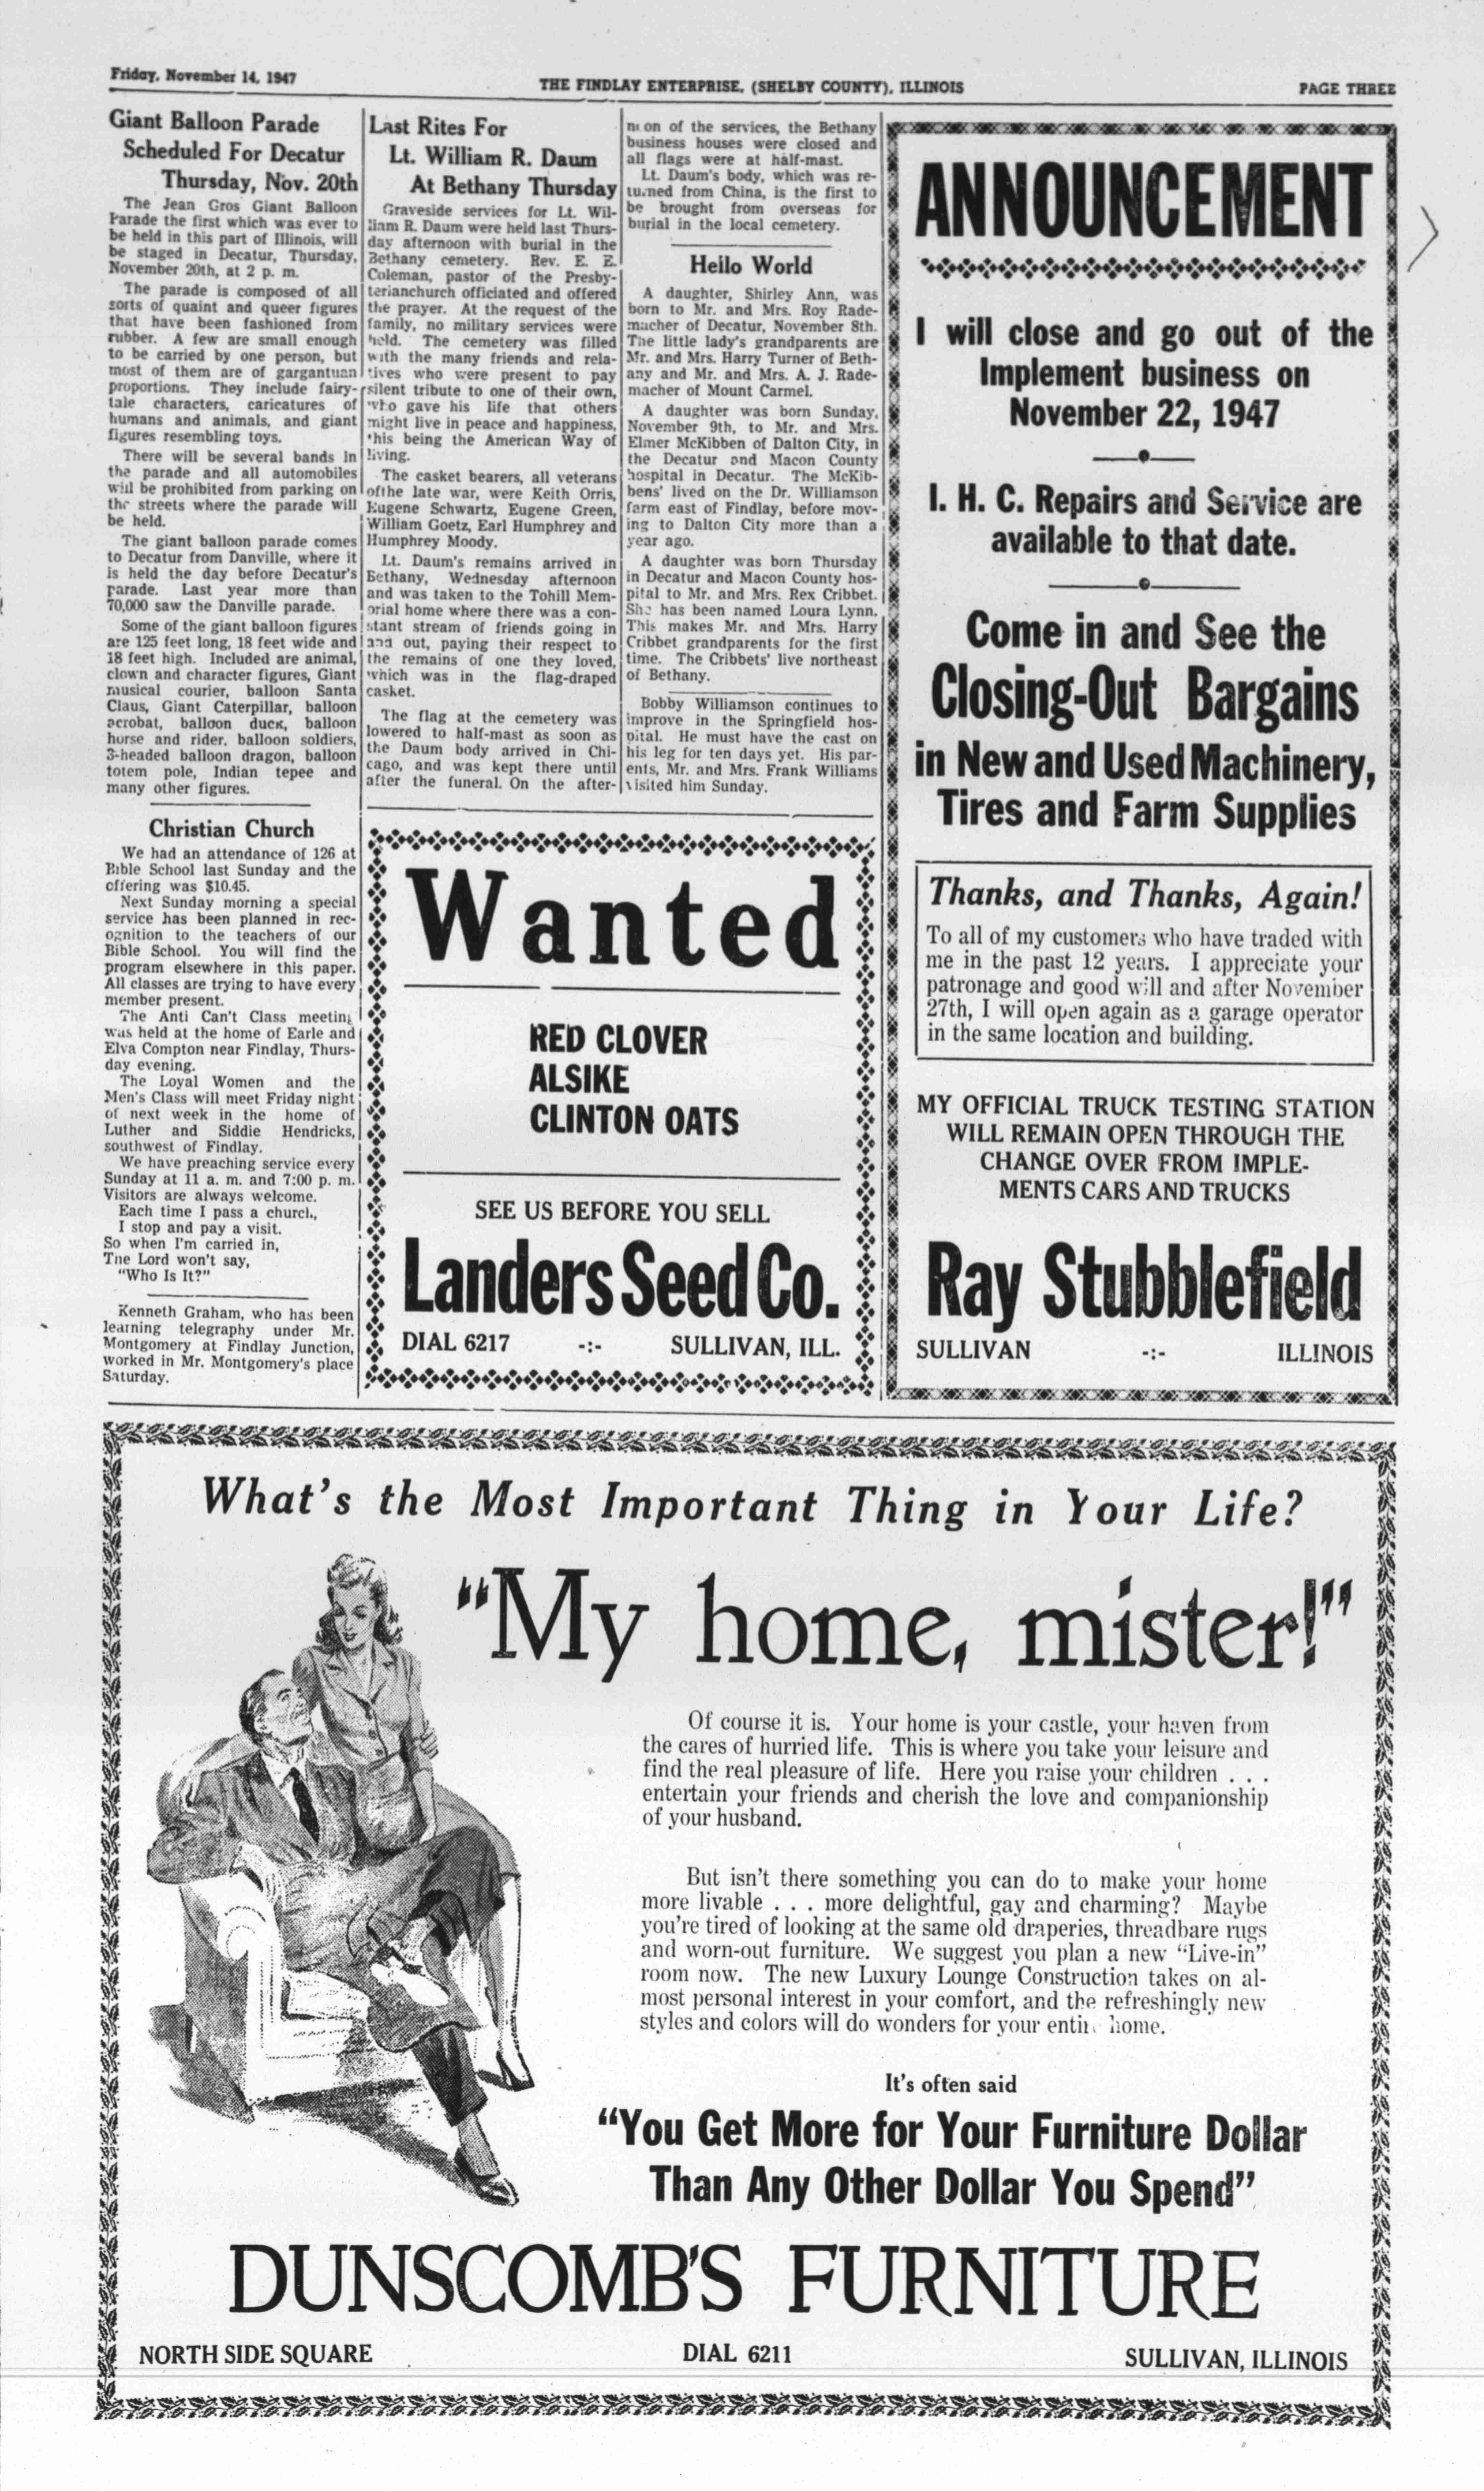 Friday, November 14, 1947
THE FINDLAY ENTERPRISE, (SHELBY COUNTY), ILLINOIS
PAGE THREE
Giant Balloon Parade
Scheduled For Decatur
Thursday, Nov. 20th
The Jean Gros Giant Balloon
Parade the first which was ever to
be held in this part of Illinois, will
be staged in Decatur, Thursday,
November 20th, at 2 p. m.
The parade is composed of all
sorts of quaint and queer figures
that have been fashioned from
rubber. A few are small enough
to be carried by one person, but
most of them are of gargantuan
proportions. They include fairy-
tale characters, caricatures of
humans and animals, and giant
figures resembling toys.
There will be several bands in
the parade and all automobiles
will be prohibited from parking on
the streets where the parade will
be held.
The giant balloon parade comes
to Decatur from Danville, where it
is held the day before Decatur's
parade. Last year more than
70,000 saw the Danville parade.
Some of the giant balloon figures
are 125 feet long, 18 feet wide and
18 feet high. Included are animal,
clown and character figures, Giant
musical courier, balloon Santa
Claus, Giant Caterpillar, balloon
acrobat, balloon duck, balloon
horse and rider, balloon soldiers,
3-headed balloon dragon, balloon
totem pole, Indian tepee and
many other figures.
Christian Church
We had an attendance of 126 at
Bible School last Sunday and the
offering was $10.45.
Next Sunday morning a special
service has been planned in rec-
ognition to the teachers of our
Bible School. You will find the
program elsewhere in this paper.
All classes are trying to have every
member present.
The Anti Can't Class meeting
was held at the home of Earle and
Elva Compton near Findlay, Thurs-
day evening.
The Loyal Women and the
Men's Class will meet Friday night
of next week in the home of
Luther and Siddie Hendricks,
southwest of Findlay.
We have preaching service every
Sunday at 11 a. m. and 7:00 p. m.
Visitors are always welcome.
Each time I pass a church,
I stop and pay a visit.
So when I'm carried in,
The Lord won't say,
"Who Is It?"
Kenneth Graham, who has been
learning telegraphy under Mr.
Montgomery at Findlay Junction,
worked in Mr. Montgomery's place
Saturday.
Last Rites For
Lt. William R. Daum
At Bethany Thursday
Graveside services for Lt. Wil-
liam R. Daum were held last Thurs-
day afternoon with burial in the
Bethany cemetery. Rev. E. E.
Coleman, pastor of the Presby-
terianchurch officiated and offered
the prayer. At the request of the
family, no military services were
held. The cemetery was filled
with the many friends and rela-
tives who were present to pay
silent tribute to one of their own,
who gave his life that others
might live in peace and happiness,
this being the American Way of
living.
The casket bearers, all veterans
ofthe late war, were Keith Orris,
Eugene Schwartz, Eugene Green,
William Goetz, Earl Humphrey and
Humphrey Moody.
Lt. Daum's remains arrived in
Bethany, Wednesday afternoon
and was taken to the Tohill Mem-
orial home where there was a con-
stant stream of friends going in
and out, paying their respect to
the remains of one they loved,
which was in the flag-draped
casket.
The flag at the cemetery was
lowered to half-mast as soon as
the Daum body arrived in Chi-
cago, and was kept there until
after the funeral. On the after-
noon of the services, the Bethany
business houses were closed and
all flags were at half-mast.
Lt. Daum's body, which was re-
turned from China, is the first to
be brought from overseas for
burial in the local cemetery.
Hello World
A daughter, Shirley Ann, was
born to Mr. and Mrs. Roy Rade-
macher of Decatur, November 8th.
The little lady's grandparents are
Mr. and Mrs. Harry Turner of Beth-
any and Mr. and Mrs. A. J. Rade-
macher of Mount Carmel.
A daughter was born Sunday,
November 9th, to Mr. and Mrs.
Elmer McKibben of Dalton City, in
the Decatur and Macon County
hospital in Decatur. The McKib-
bens' lived on the Dr. Williamson
farm east of Findlay, before mov-
ing to Dalton City more than a
year ago.
A daughter was born Thursday
in Decatur and Macon County hos-
pital to Mr. and Mrs. Rex Cribbet.
She has been named Loura Lynn.
This makes Mr. and Mrs. Harry
Cribbet grandparents for the first
time. The Cribbets' live northeast
of Bethany.
Bobby Williamson continues to
improve in the Springfield hos-
pital. He must have the cast on
his leg for ten days yet. His par-
ents, Mr. and Mrs. Frank Williams
visited him Sunday.
Wanted
RED CLOVER
ALSIKE
CLINTON OATS
SEE US BEFORE YOU SELL
Landers Seed Co.
DIAL 6217 -:- SULLIVAN, ILL.
ANNOUNCEMENT
I will close and go out of the
Implement business on
November 22, 1947
I. H. C. Repairs and Service are
available to that date.
Come in and See the
Closing-Out Bargains
in New and Used Machinery,
Tires and Farm Supplies
Thanks, and Thanks, Again!
To all of my customers who have traded with
me in the past 12 years. I appreciate your
patronage and good will and after November
27th, I will open again as a garage operator
in the same location and building.
MY OFFICIAL TRUCK TESTING STATION
WILL REMAIN OPEN THROUGH THE
CHANGE OVER FROM IMPLE-
MENTS CARS AND TRUCKS
Ray Stubblefield
SULLIVAN -:- ILLINOIS
What's the Most Important Thing in Your Life?
"My home, mister!"
Of course it is. Your home is your castle, your haven from
the cares of hurried life. This is where you take your leisure and
find the real pleasure of life. Here you raise your children . . .
entertain your friends and cherish the love and companionship
of your husband.
But isn't there something you can do to make your home
more livable . . . more delightful, gay and charming? Maybe
you're tired of looking at the same old draperies, threadbare rugs
and worn-out furniture. We suggest you plan a new "Live-in"
room now. The new Luxury Lounge Construction takes on al-
most personal interest in your comfort, and the refreshingly new
styles and colors will do wonders for your entire home.
It's often said
"You Get More for Your Furniture Dollar
Than Any Other Dollar You Spend"
DUNSCOMB'S FURNITURE
NORTH SIDE SQUARE
DIAL 6211
SULLIVAN, ILLINOIS